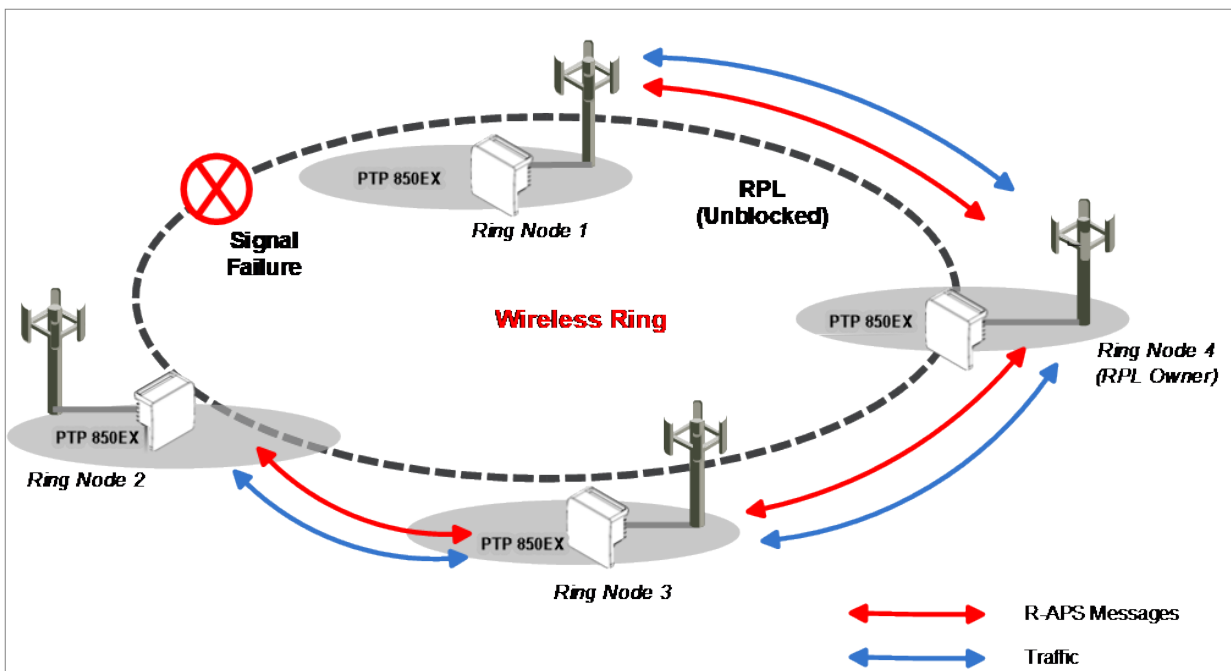 PTP 850EX
Ring Node 1
RPL
(Unblocked)
Signal
Failure
Wireless Ring
PTP 850EX
Ring Node 4
(RPL Owner)
PTP 850EX
Ring Node 2
PTP 850EX
Ring Node 3
R-APS Messages
Traffic